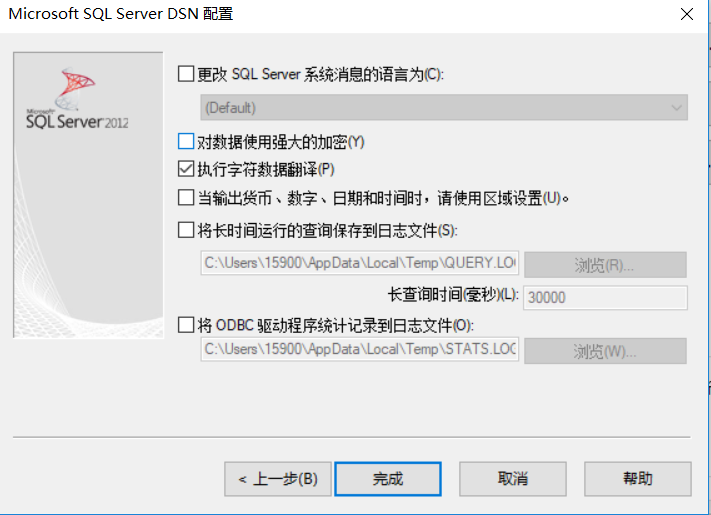 Microsoft SQL Server DSN 配置
Microsoft
SQL Server 2012
更改 SQL Server 系统消息的语言为(C):
(Default)
对数据使用强大的加密(Y)
执行字符数据翻译(P)
当输出货币、数字、日期和时间时，请使用区域设置(U)。
将长时间运行的查询保存到日志文件(S):
C:\Users\15900\AppData\Local\Temp\QUERY.LO
浏览(R)...
长查询时间(毫秒)(L):
30000
将 ODBC 驱动程序统计记录到日志文件(O):
C:\Users\15900\AppData\Local\Temp\STATS.LOG
浏览(W)...
< 上一步(B)
完成
取消
帮助